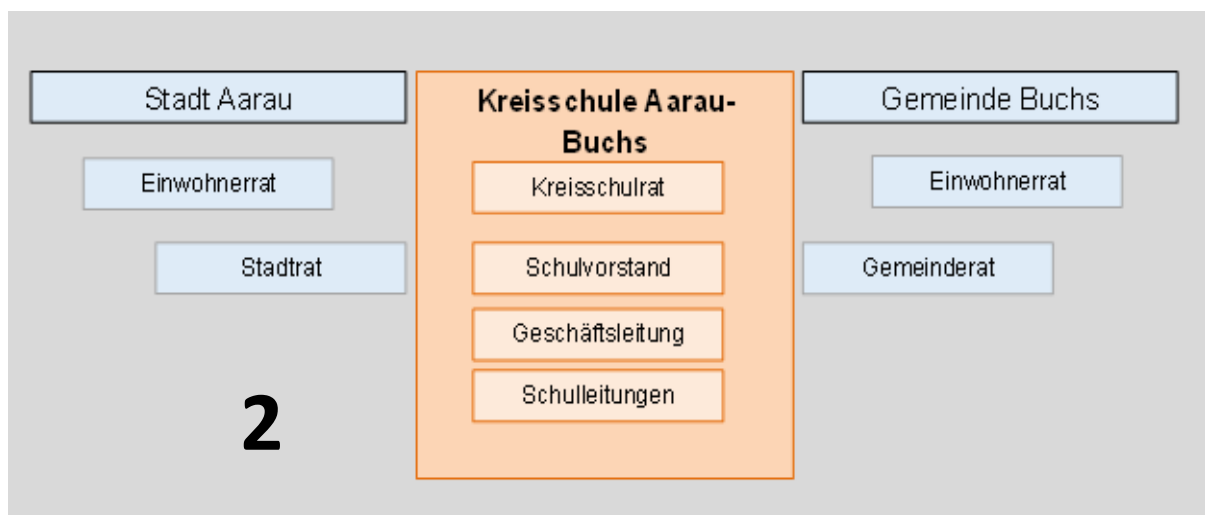 Stadt Aarau
Kreisschule Aarau-
Buchs
Gemeinde Buchs
Einwohnerrat
Kreisschulrat
Einwohnerrat
Stadtrat
Schulvorstand
Gemeinderat
Geschäftsleitung
Schulleitungen
2